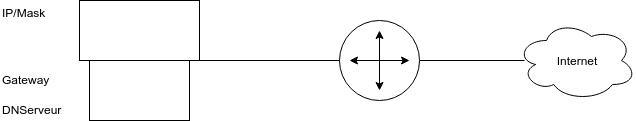 IP/Mask
Gateway
DNServeur
Internet